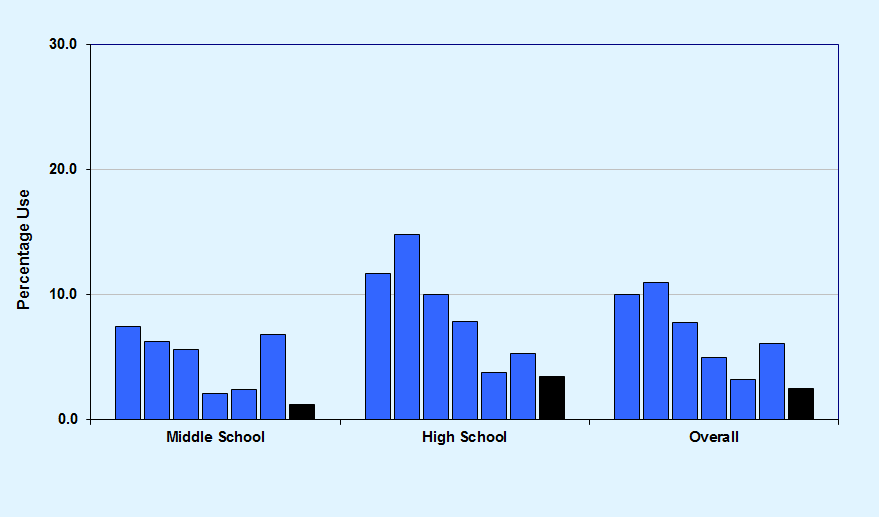 30.0
20.0
10.0
0.0
Percentage Use
Middle School
High School
Overall